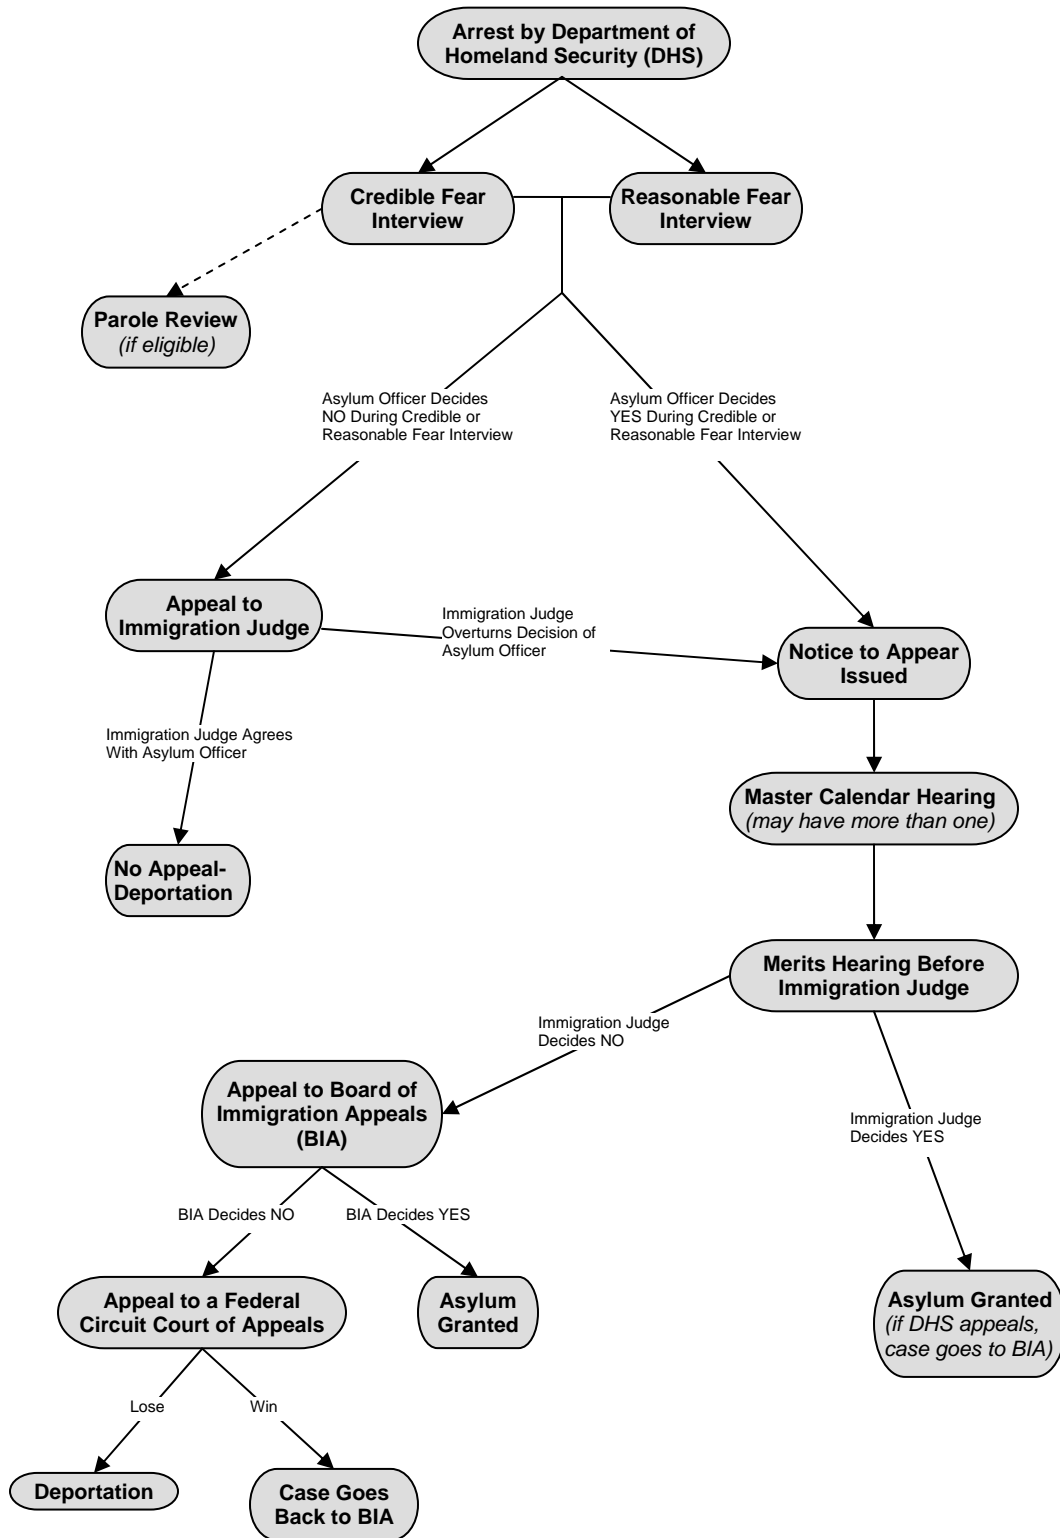 Arrest by Department of
Homeland Security (DHS)
Credible Fear
Interview
Reasonable Fear
Interview
Parole Review
(if eligible)
Asylum Officer Decides
NO During Credible or
Reasonable Fear Interview
Asylum Officer Decides
YES During Credible or
Reasonable Fear Interview
Appeal to
Immigration Judge
Immigration Judge
Overturns Decision of
Asylum Officer
Notice to Appear
Issued
Immigration Judge Agrees
With Asylum Officer
Master Calendar Hearing
(may have more than one)
No Appeal-
Deportation
Merits Hearing Before
Immigration Judge
Immigration Judge
Decides NO
Appeal to Board of
Immigration Appeals
(BIA)
Immigration Judge
Decides YES
BIA Decides NO
BIA Decides YES
Appeal to a Federal
Circuit Court of Appeals
Asylum
Granted
Asylum Granted
(if DHS appeals,
case goes to BIA)
Lose
Win
Deportation
Case Goes
Back to BIA